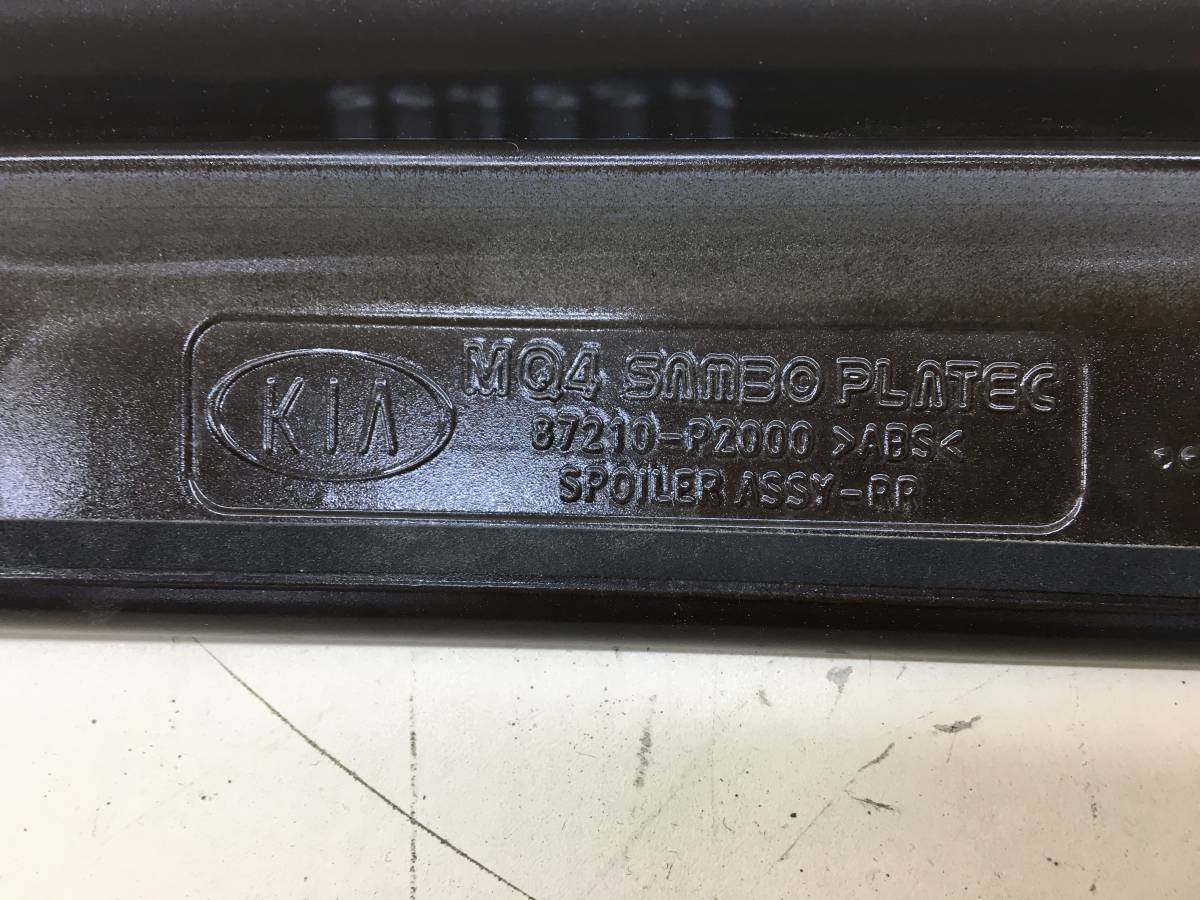 KIA
MQ4 SAMBO PLATEC
87210-P2000 >ABS<
SPOILER ASSY-RR